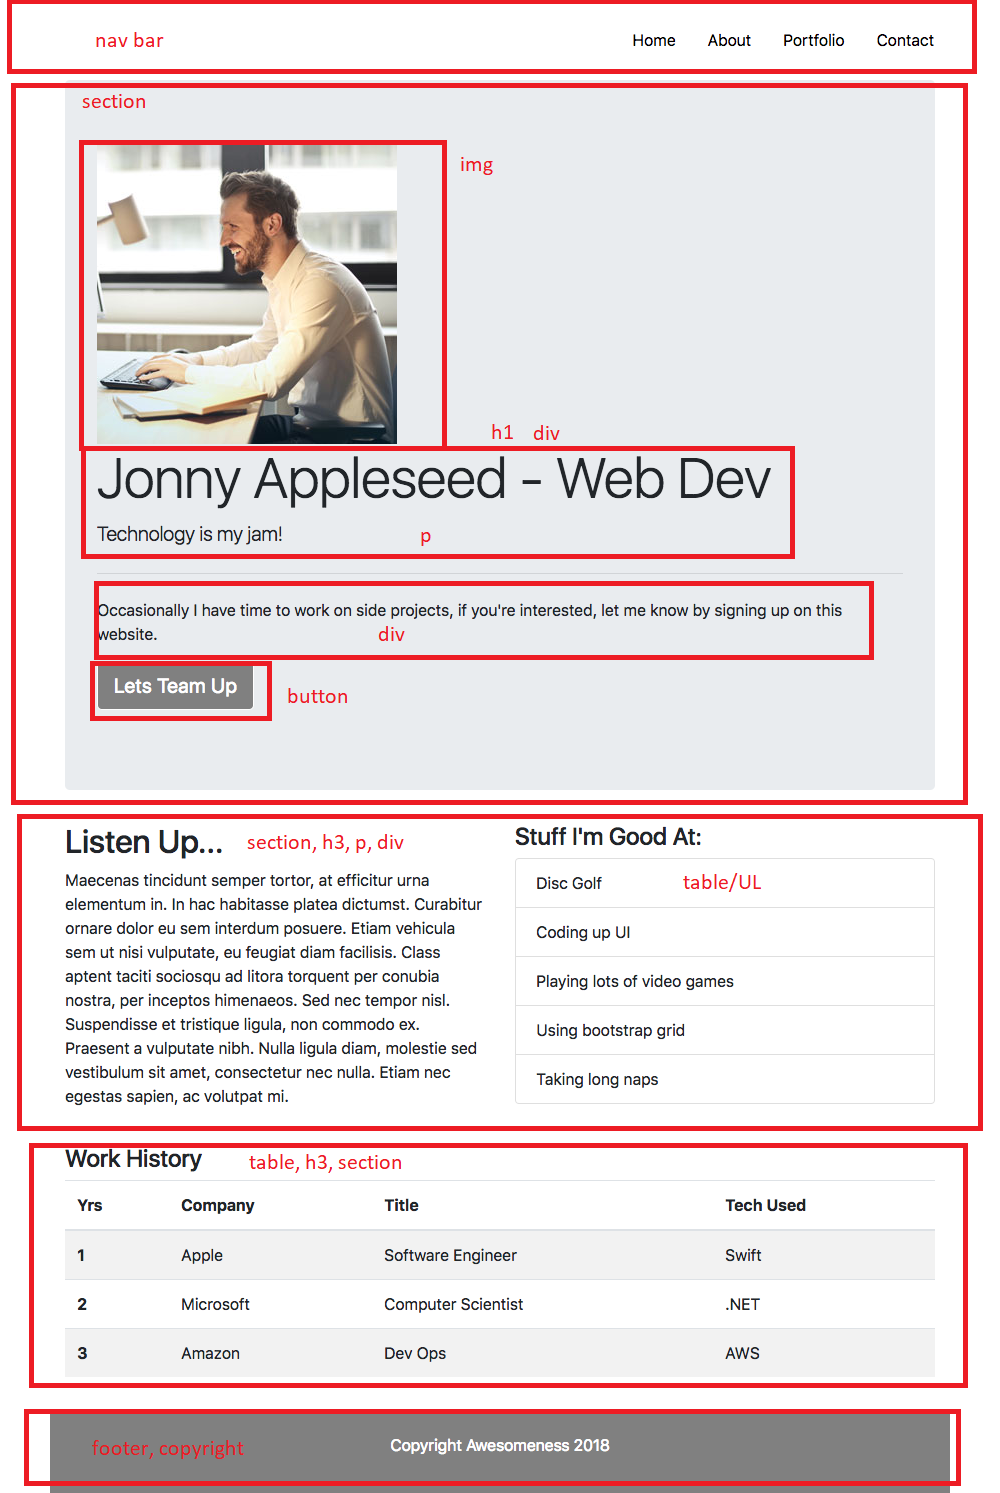 nav bar
Home About Portfolio Contact
section
img
h1 div
Jonny Appleseed - Web Dev
Technology is my jam!
p
Occasionally I have time to work on side projects, if you're interested, let me know by signing up on this
website.
div
Lets Team Up
button
Listen Up...
section, h3, p, div
Maecenas tincidunt semper tortor, at efficitur urna
elementum in. In hac habitasse platea dictumst. Curabitur
ornare dolor eu sem interdum posuere. Etiam vehicula
sem ut nisi vulputate, eu feugiat diam facilisis. Class
aptent taciti sociosqu ad litora torquent per conubia
nostra, per inceptos himenaeos. Sed nec tempor nisl.
Suspendisse et tristique ligula, non commodo ex.
Praesent a vulputate nibh. Nulla ligula diam, molestie sed
vestibulum sit amet, consectetur nec nulla. Etiam nec
egestas sapien, ac volutpat mi.
Stuff I'm Good At:
Disc Golf
table/UL
Coding up UI
Playing lots of video games
Using bootstrap grid
Taking long naps
Work History
table, h3, section
Yrs Company Title Tech Used
1 Apple Software Engineer Swift
2 Microsoft Computer Scientist .NET
3 Amazon Dev Ops AWS
footer, copyright
Copyright Awesomeness 2018